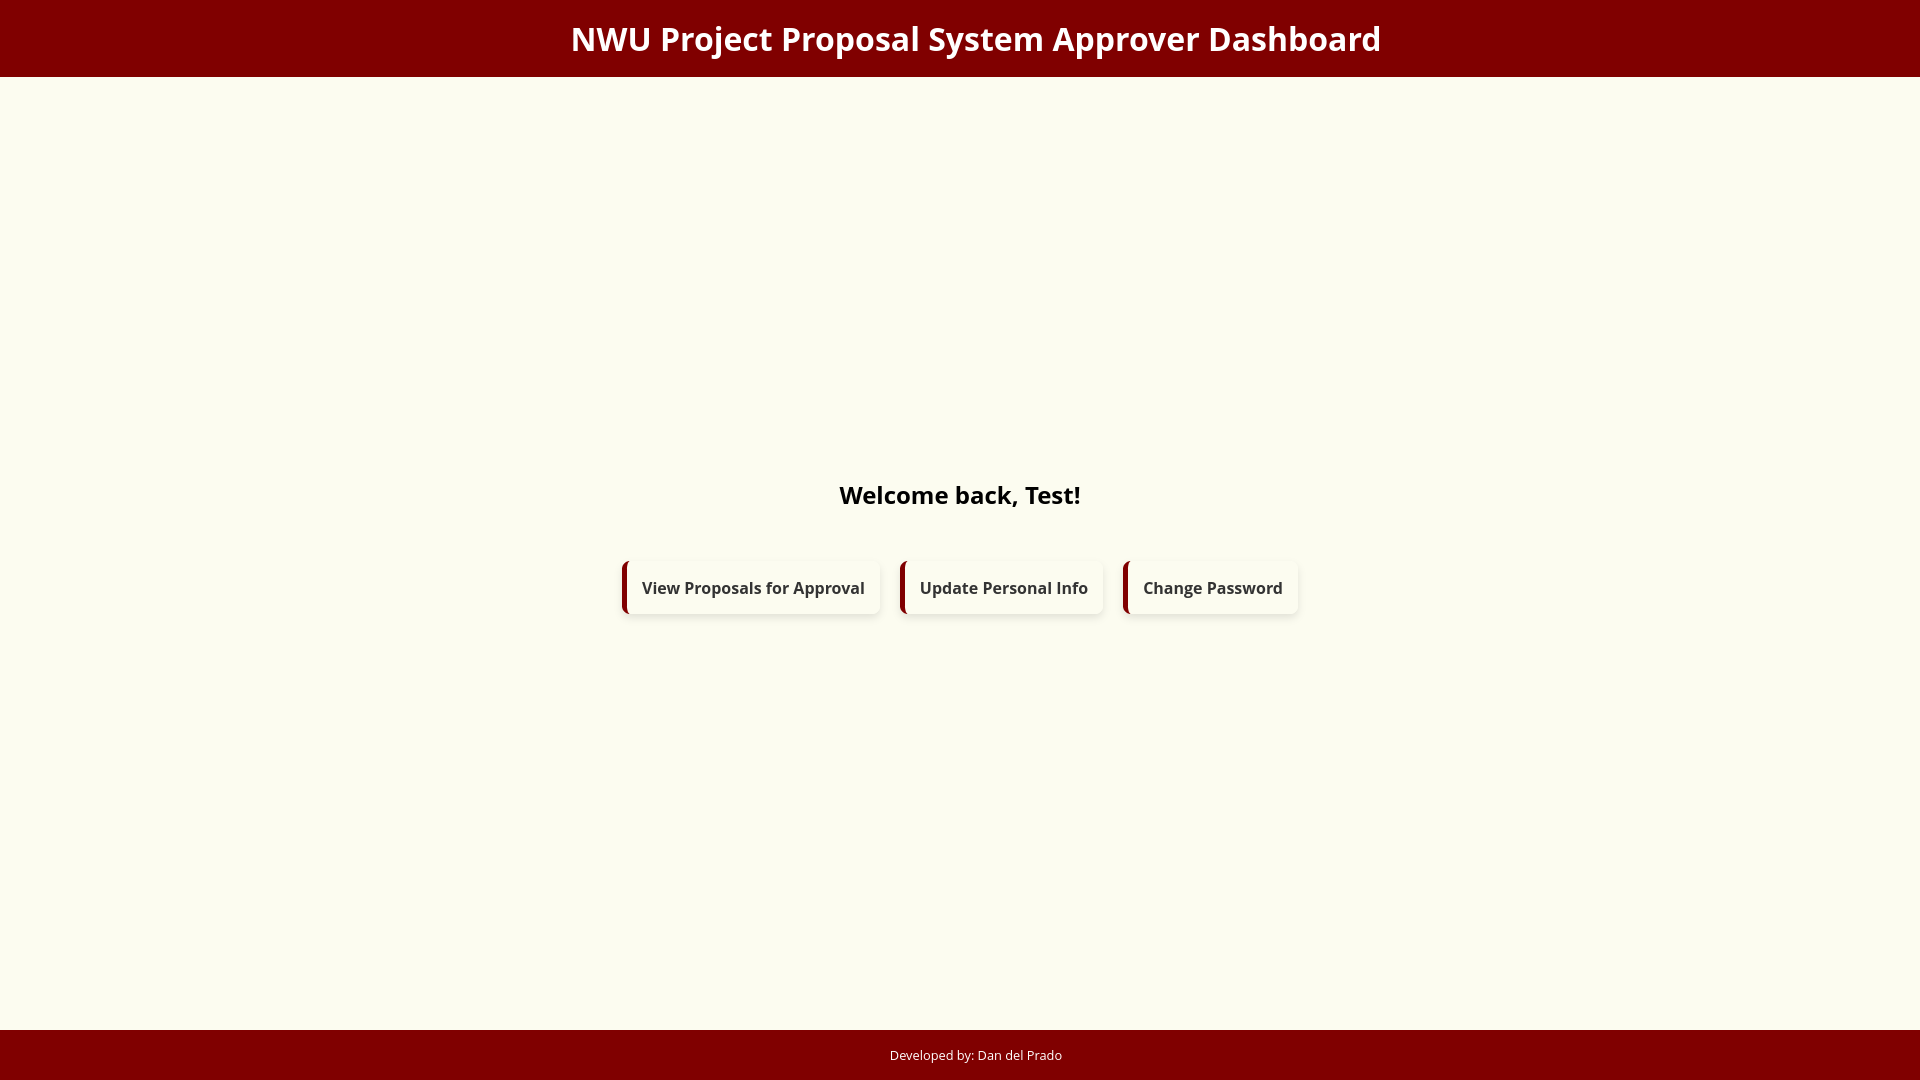 NWU Project Proposal System Approver Dashboard
Welcome back, Test!
View Proposals for Approval
Update Personal Info
Change Password
Developed by: Dan del Prado